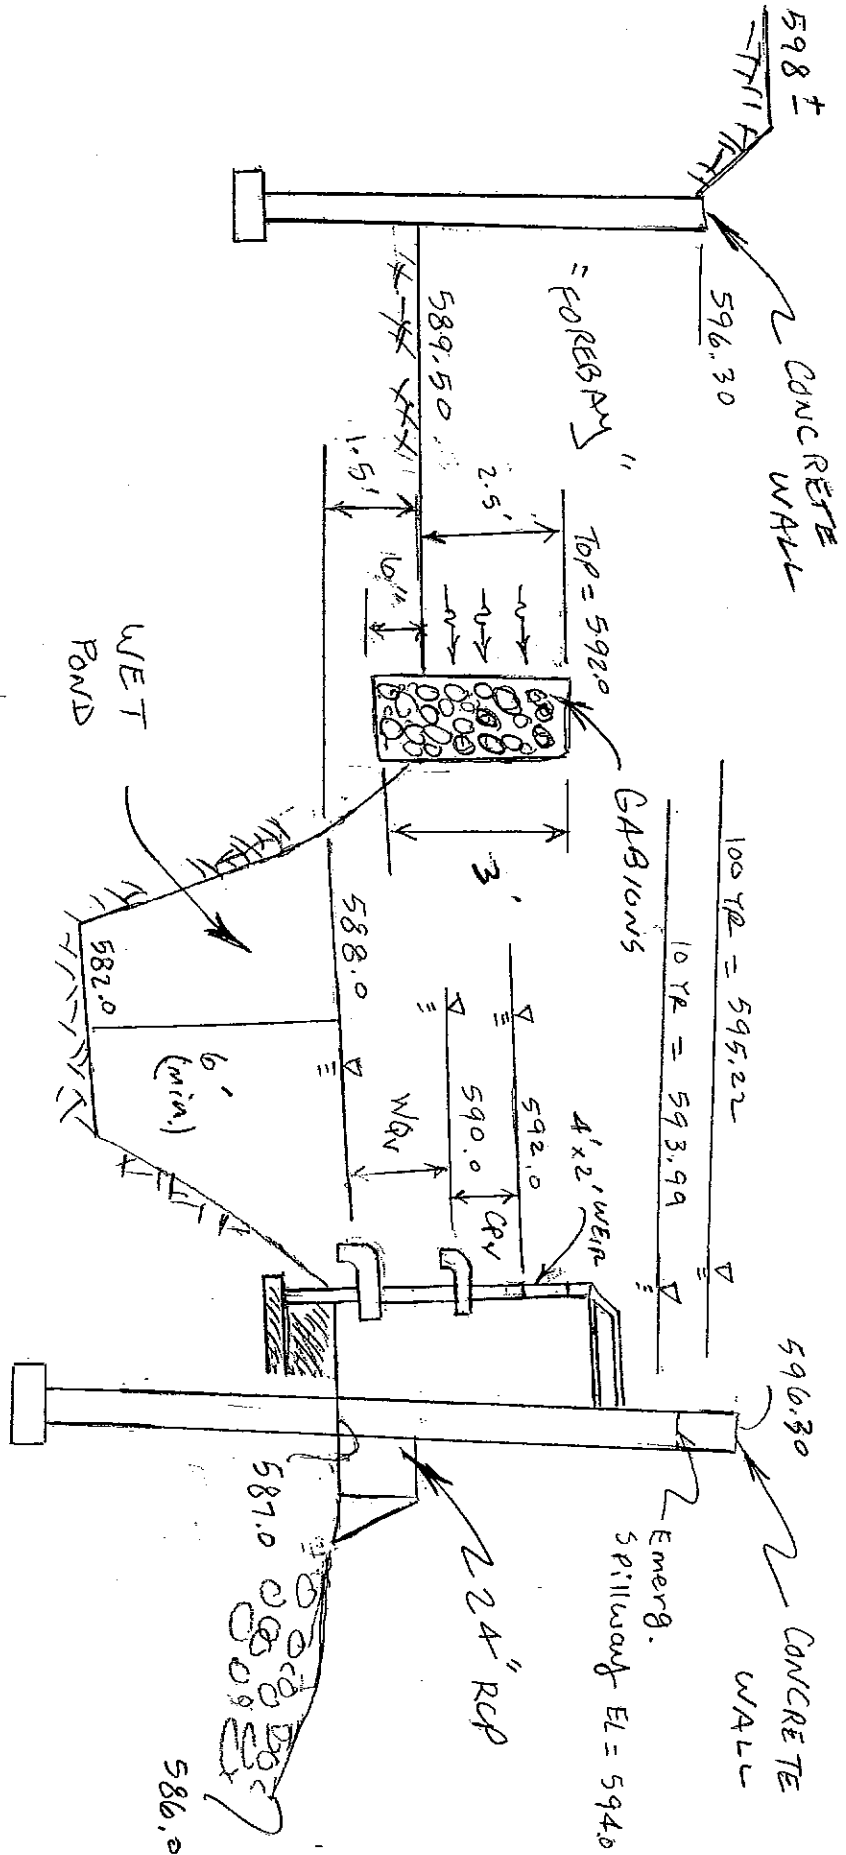 598 ±
CONCRETE
WALL
596.30
"FOREBAY"
589.50
1.5'
2.5'
6"
TOP = 592.0
GABIONS
3'
WET
POND
582.0
6'
(min.)
588.0
WQv
590.0
CPv
592.0
4'x2' WEIR
100 YR = 595.22
10 YR = 593.99
596.30
CONCRETE
WALL
Emerg.
Spillway EL = 594.0
24" RCP
587.0
586.0